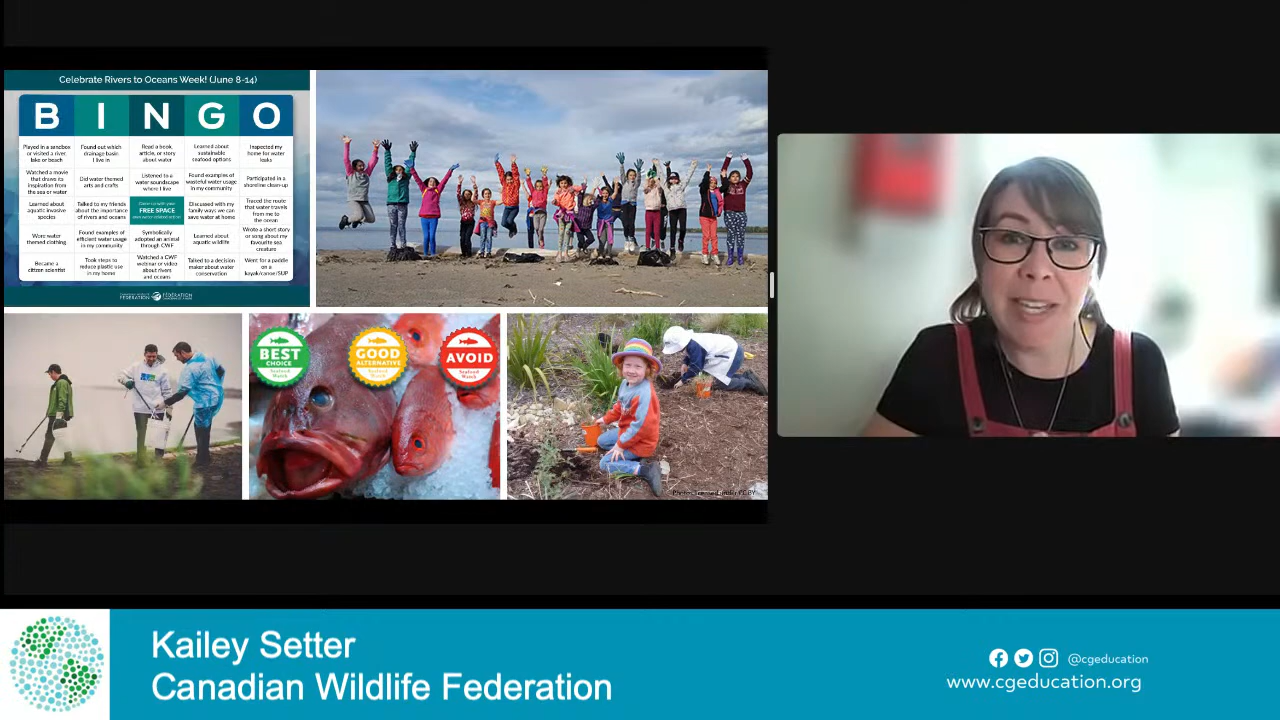 Celebrate Rivers to Oceans Week! (June 8-14)
B I N G O
Played in a sandbox
or visited a river,
lake or beach
Found out which
drainage basin
I live in
Read a book,
article, or story
about water
Learned about
sustainable
seafood options
Inspected my
home for water
leaks
Watched a movie
that draws its
inspiration from
the sea or water
Did water themed
arts and crafts
Listened to a
water soundscape
where I live
Found examples of
wasteful water usage
in my community
Participated in a
shoreline clean-up
Learned about
aquatic invasive
species
Talked to my friends
about the importance
of rivers and oceans
FREE SPACE
Discussed with my
family ways we can
save water at home
Traced the route
that water travels
from me to
the ocean
Wore water
themed clothing
Found examples of
efficient water usage
in my community
Symbolically
adopted an animal
through CWF
Learned about
aquatic wildlife
Wrote a short story
or song about my
favourite sea
creature
Became a
citizen scientist
Took steps to
reduce plastic use
in my home
Watched a CWF
webinar or video
about rivers
and oceans
Talked to a decision
maker about water
conservation
Went for a paddle
on a
kayak/canoe/SUP
BEST
CHOICE
Seafood
Watch
GOOD
ALTERNATIVE
Seafood
Watch
AVOID
Seafood
Watch
Kailey Setter
Canadian Wildlife Federation
@cgeducation
www.cgeducation.org